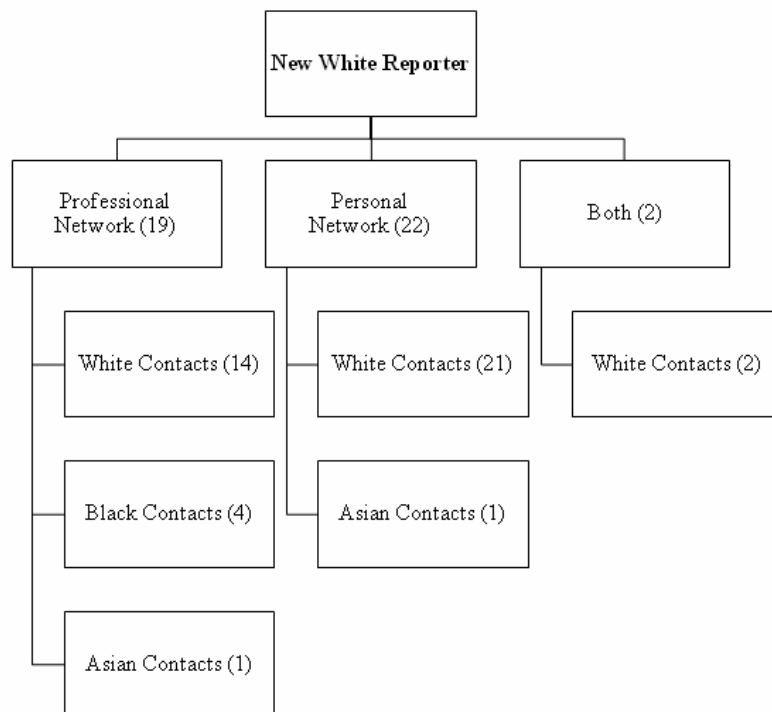 New White Reporter
Professional
Network (19)
Personal
Network (22)
Both (2)
White Contacts (14)
White Contacts (21)
White Contacts (2)
Black Contacts (4)
Asian Contacts (1)
Asian Contacts (1)